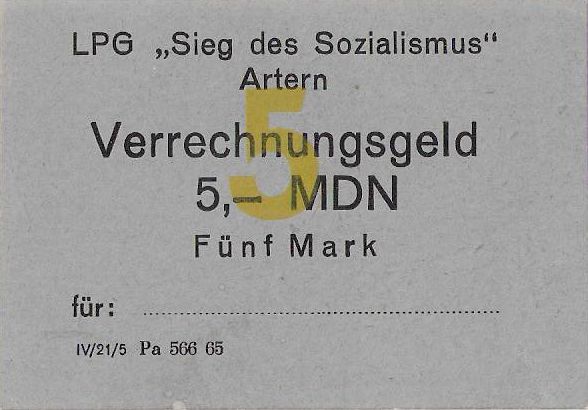 LPG „Sieg des Sozialismus“
Artern
5
Verrechnungsgeld
5,— MDN
Fünf Mark
für: ........................................
IV/21/5 Pa 566 65